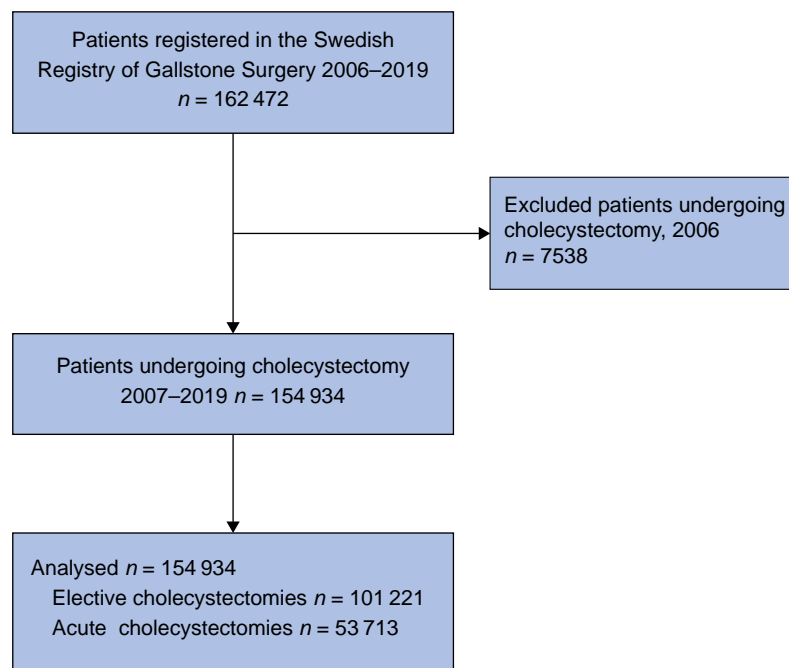 Patients registered in the Swedish
Registry of Gallstone Surgery 2006–2019
n = 162 472
Excluded patients undergoing
cholecystectomy, 2006
n = 7538
Patients undergoing cholecystectomy
2007–2019 n = 154 934
Analysed n = 154 934
Elective cholecystectomies n = 101 221
Acute cholecystectomies n = 53 713